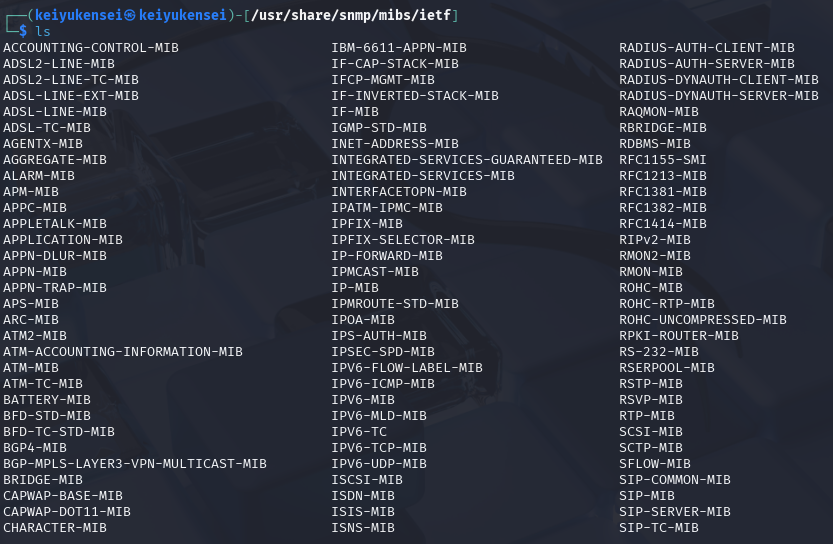 ┌──(keiyukensei㉿keiyukensei)-[/usr/share/snmp/mibs/ietf]
└─$ ls
ACCOUNTING-CONTROL-MIB IBM-6611-APPN-MIB RADIUS-AUTH-CLIENT-MIB
ADSL2-LINE-MIB IF-CAP-STACK-MIB RADIUS-AUTH-SERVER-MIB
ADSL2-LINE-TC-MIB IFCP-MGMT-MIB RADIUS-DYNAUTH-CLIENT-MIB
ADSL-LINE-EXT-MIB IF-INVERTED-STACK-MIB RADIUS-DYNAUTH-SERVER-MIB
ADSL-LINE-MIB IF-MIB RAQMON-MIB
ADSL-TC-MIB IGMP-STD-MIB RBRIDGE-MIB
AGENTX-MIB INET-ADDRESS-MIB RDBMS-MIB
AGGREGATE-MIB INTEGRATED-SERVICES-GUARANTEED-MIB RFC1155-SMI
ALARM-MIB INTEGRATED-SERVICES-MIB RFC1213-MIB
APM-MIB INTERFACETOPN-MIB RFC1381-MIB
APPC-MIB IPATM-IPMC-MIB RFC1382-MIB
APPLETALK-MIB IPFIX-MIB RFC1414-MIB
APPLICATION-MIB IPFIX-SELECTOR-MIB RIPv2-MIB
APPN-DLUR-MIB IP-FORWARD-MIB RMON2-MIB
APPN-MIB IPMCAST-MIB RMON-MIB
APPN-TRAP-MIB IP-MIB ROHC-MIB
APS-MIB IPMROUTE-STD-MIB ROHC-RTP-MIB
ARC-MIB IPOA-MIB ROHC-UNCOMPRESSED-MIB
ATM2-MIB IPS-AUTH-MIB RPKI-ROUTER-MIB
ATM-ACCOUNTING-INFORMATION-MIB IPSEC-SPD-MIB RS-232-MIB
ATM-MIB IPV6-FLOW-LABEL-MIB RSERPOOL-MIB
ATM-TC-MIB IPV6-ICMP-MIB RSTP-MIB
BATTERY-MIB IPV6-MIB RSVP-MIB
BFD-STD-MIB IPV6-MLD-MIB RTP-MIB
BFD-TC-STD-MIB IPV6-TC SCSI-MIB
BGP4-MIB IPV6-TCP-MIB SCTP-MIB
BGP-MPLS-LAYER3-VPN-MULTICAST-MIB IPV6-UDP-MIB SFLOW-MIB
BRIDGE-MIB ISCSI-MIB SIP-COMMON-MIB
CAPWAP-BASE-MIB ISDN-MIB SIP-MIB
CAPWAP-DOT11-MIB ISIS-MIB SIP-SERVER-MIB
CHARACTER-MIB ISNS-MIB SIP-TC-MIB